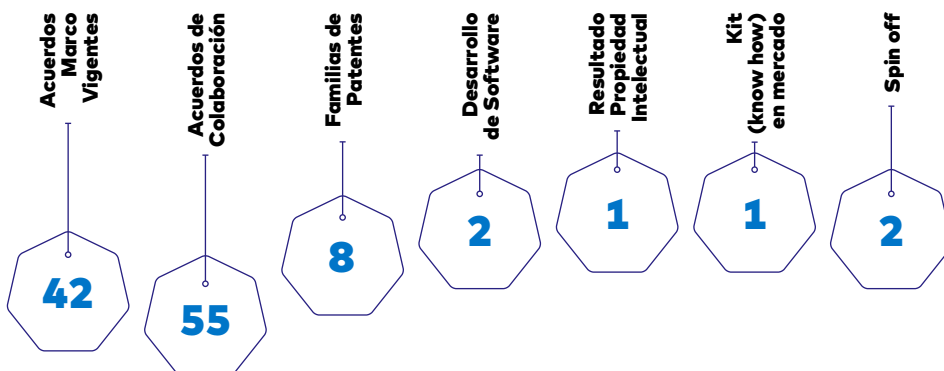 Acuerdos
Marco
Vigentes
42
Acuerdos de
Colaboración
55
Familias de
Patentes
8
Desarrollo
de Software
2
Resultado
Propiedad
Intelectual
1
Kit
(know how)
en mercado
1
Spin off
2